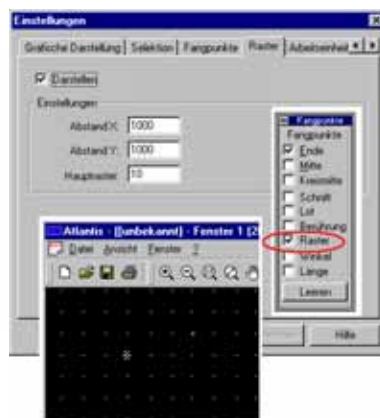 Einstellungen
Grafische Darstellung Selektion Fangpunkte Raster Arbeitseinheit
Darstellen
Einstellungen
Abstand X: 1000
Abstand Y: 1000
Hauptraster: 10
Fangpunkte
Fangpunkte
Ende
Mitte
Kreismitte
Schnitt
Lot
Berührung
Raster
Winkel
Länge
Leeren
Hilfe
Atlantis - [(unbekannt) - Fenster 1
Datei Ansicht Fenster ?